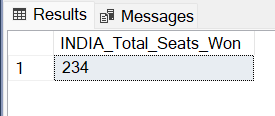 Results Messages
INDIA_Total_Seats_Won
1 234